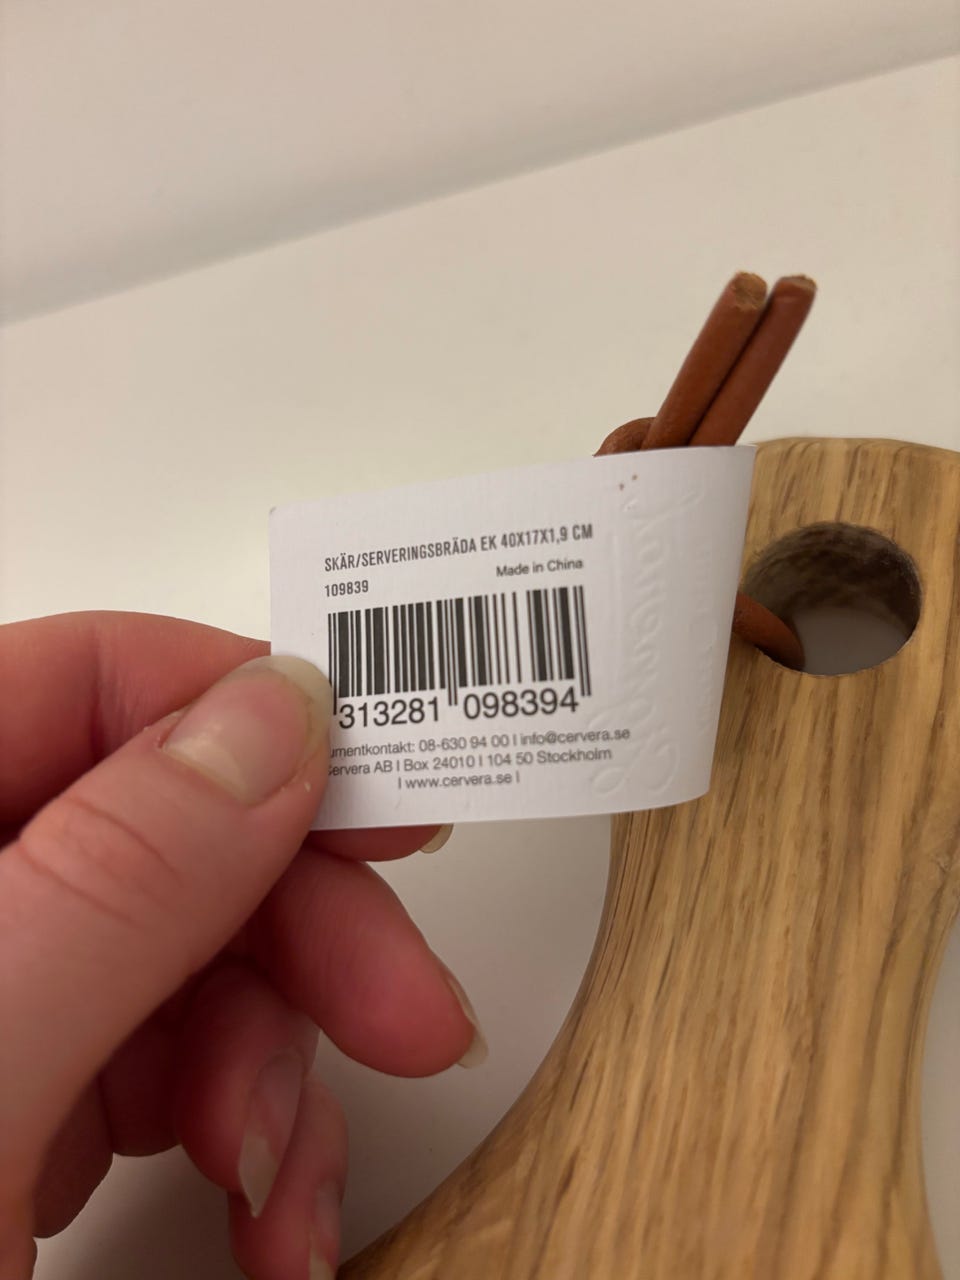 SKÄR/SERVERINGSBRÄDA EK 40X17X1,9 CM
109839
Made in China
313281 098394
umentkontakt: 08-630 94 00 | info@cervera.se
Cervera AB | Box 24010 | 104 50 Stockholm
| www.cervera.se |